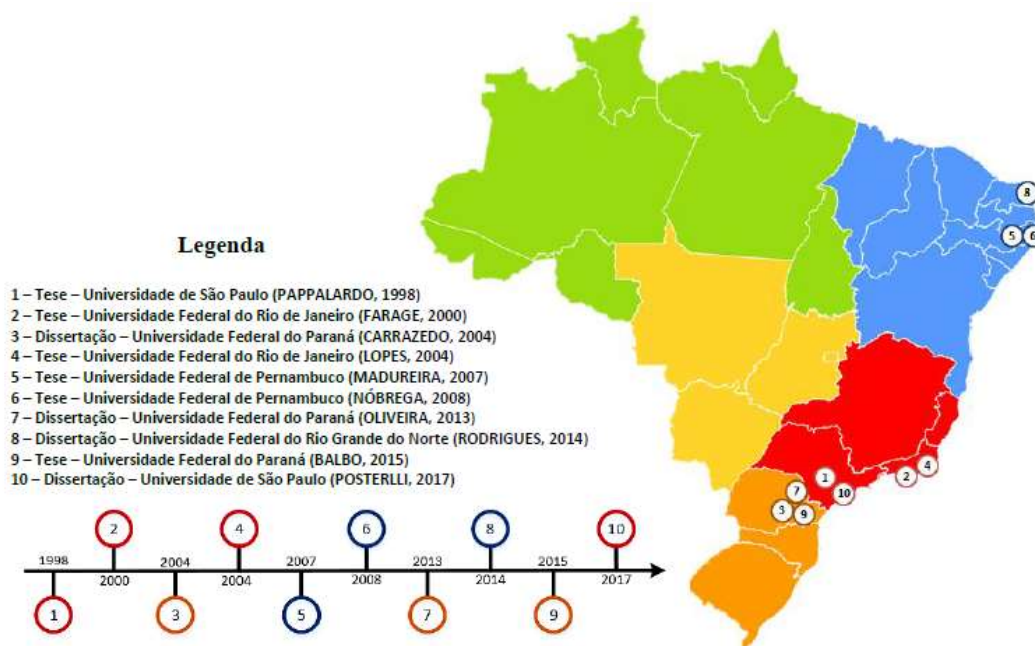 Legenda
1 – Tese – Universidade de São Paulo (PAPPALARDO, 1998)
2 – Tese – Universidade Federal do Rio de Janeiro (FARAGE, 2000)
3 – Dissertação – Universidade Federal do Paraná (CARRAZEDO, 2004)
4 – Tese – Universidade Federal do Rio de Janeiro (LOPES, 2004)
5 – Tese – Universidade Federal de Pernambuco (MADUREIRA, 2007)
6 – Tese – Universidade Federal de Pernambuco (NÓBREGA, 2008)
7 – Dissertação – Universidade Federal do Paraná (OLIVEIRA, 2013)
8 – Dissertação – Universidade Federal do Rio Grande do Norte (RODRIGUES, 2014)
9 – Tese – Universidade Federal do Paraná (BALBO, 2015)
10 – Dissertação – Universidade de São Paulo (POSTERLLI, 2017)
2 4 6 8 10
1998 2004 2007 2013 2015
2000 2004 2008 2014 2017
1 3 5 7 9
8
5 6
4
1 2
7 10
3 9